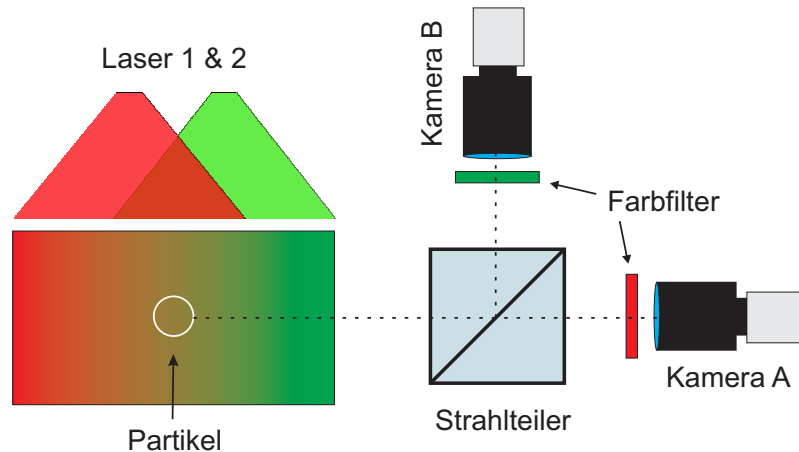 Laser 1 & 2
Kamera B
Farbfilter
Kamera A
Strahlteiler
Partikel